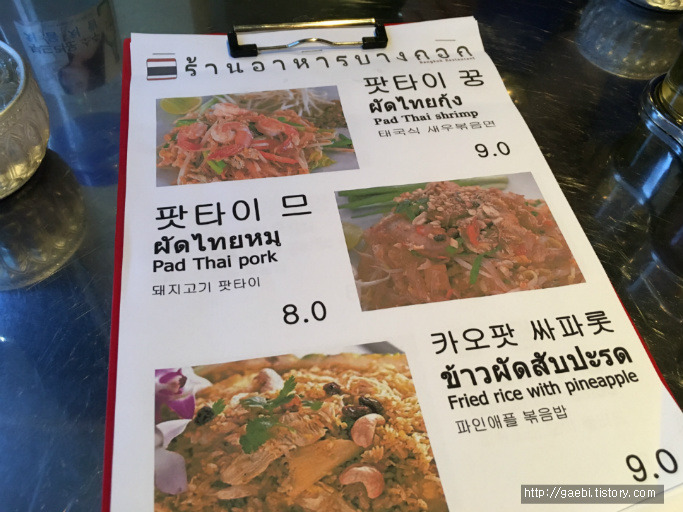 ร้านอาหารบางกอก
Bangkok Restaurant
팟타이 꿍
ผัดไทยกุ้ง
Pad Thai shrimp
태국식 새우볶음면
9.0
팟타이 므
ผัดไทยหมู
Pad Thai pork
돼지고기 팟타이
8.0
카오팟 싸파롯
ข้าวผัดสับปะรด
Fried rice with pineapple
파인애플 볶음밥
9.0
http://gaebi.tistory.com